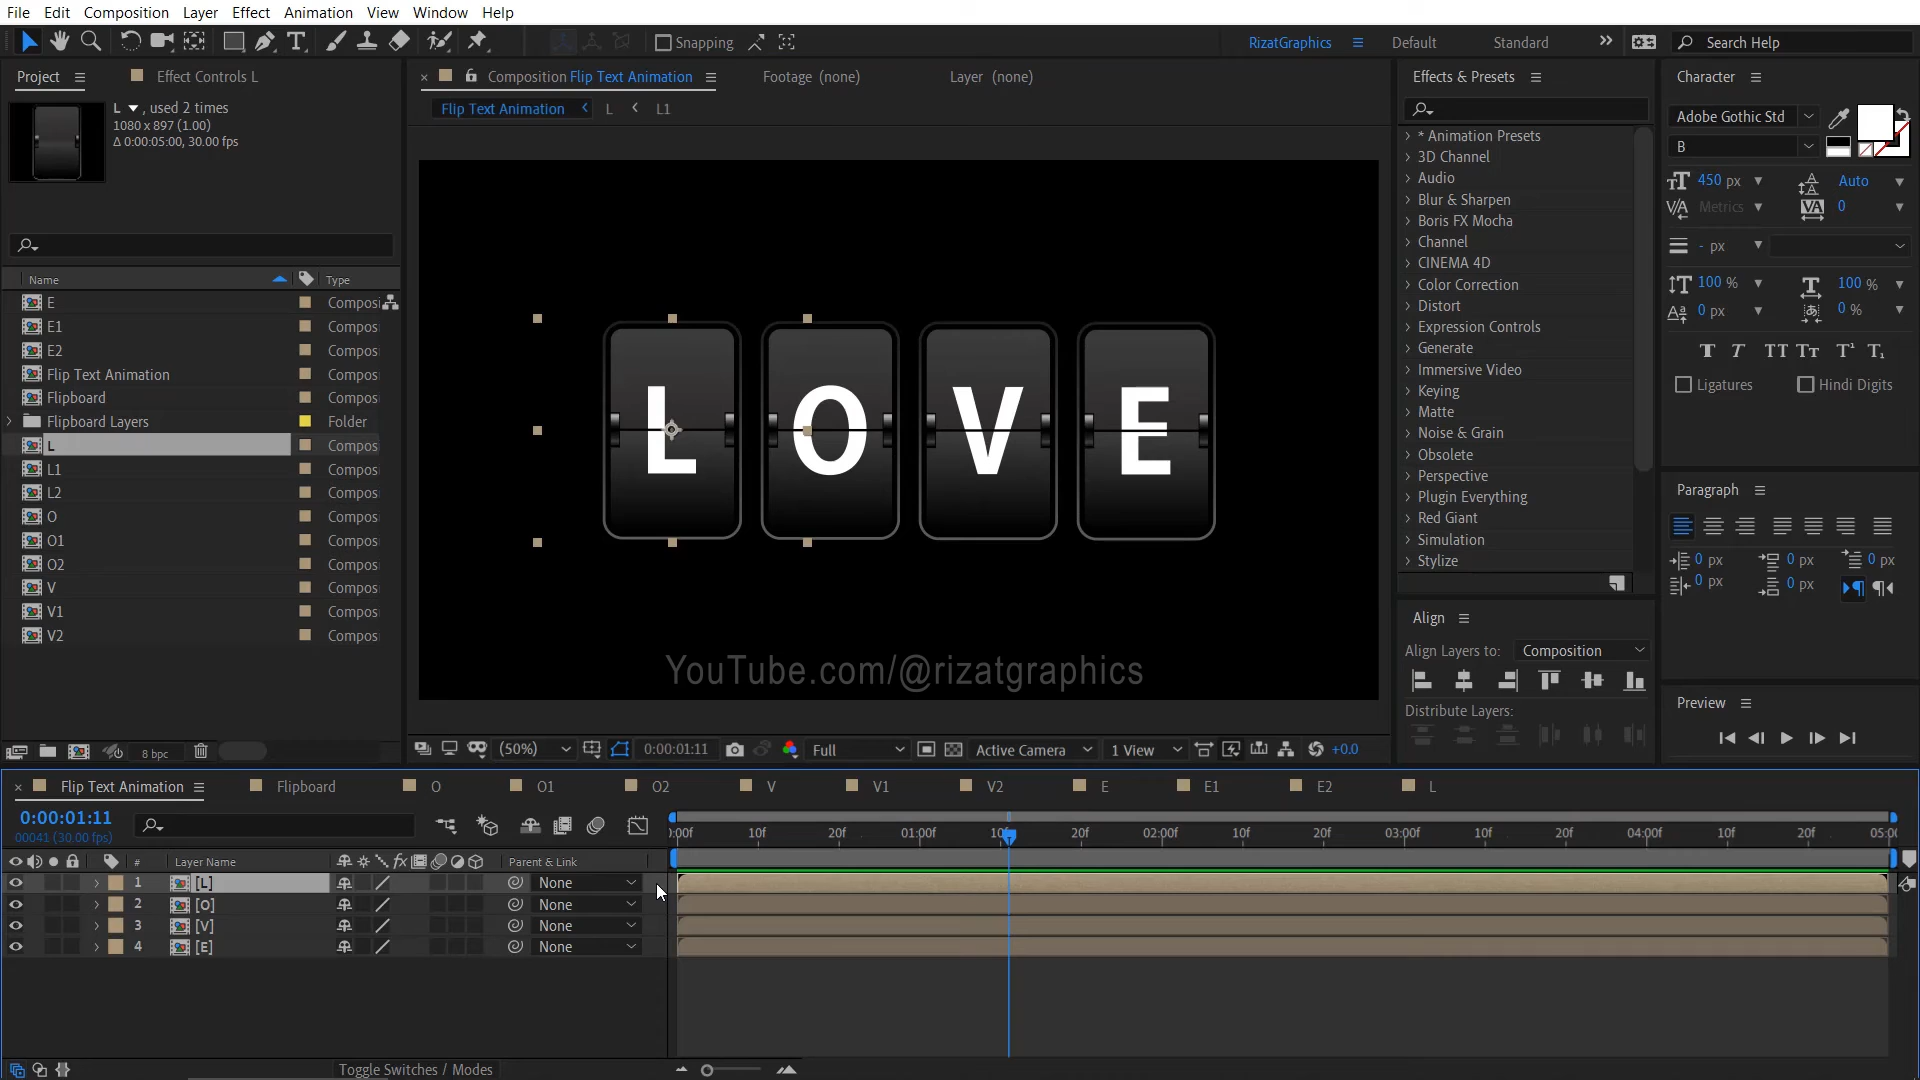 File Edit Composition Layer Effect Animation View Window Help
Snapping
RizatGraphics Default Standard Search Help
Project Effect Controls L
L , used 2 times
1080 x 897 (1.00)
Δ 0:00:05:00, 30.00 fps
Name Type
E Composi
E1 Compos
E2 Compos
Flip Text Animation Compos
Flipboard Compos
Flipboard Layers Folder
L Compos
L1 Compos
L2 Compos
O Compos
O1 Compos
O2 Compos
V Compos
V1 Compos
V2 Compos
8 bpc
Composition Flip Text Animation Footage (none) Layer (none)
Flip Text Animation L L1
L O V E
YouTube.com/@rizatgraphics
(50%) 0:00:01:11 Full Active Camera 1 View +0.0
Effects & Presets
* Animation Presets
3D Channel
Audio
Blur & Sharpen
Boris FX Mocha
Channel
CINEMA 4D
Color Correction
Distort
Expression Controls
Generate
Immersive Video
Keying
Matte
Noise & Grain
Obsolete
Perspective
Plugin Everything
Red Giant
Simulation
Stylize
Align
Align Layers to: Composition
Distribute Layers:
Character
Adobe Gothic Std
B
450 px Auto
Metrics 0
- px
100 % 100 %
0 px 0 %
T T TT Tт T¹ T₁
Ligatures Hindi Digits
Paragraph
0 px 0 px 0 px
0 px 0 px
Preview
Flip Text Animation Flipboard O O1 O2 V V1 V2 E E1 E2 L
0:00:01:11
00041 (30.00 fps)
:00f 10f 20f 01:00f 10 20f 02:00f 10f 20f 03:00f 10f 20f 04:00f 10f 20f 05:0
# Layer Name fx Parent & Link
1 [L] None
2 [O] None
3 [V] None
4 [E] None
Toggle Switches / Modes